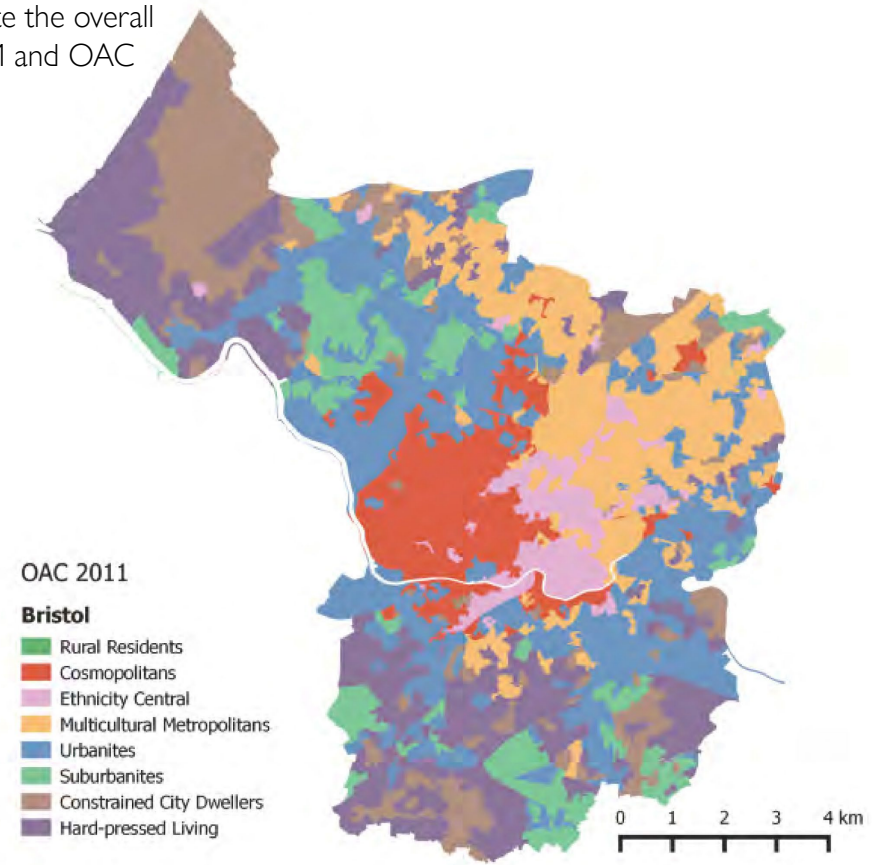 the overall
and OAC
OAC 2011
Bristol
Rural Residents
Cosmopolitans
Ethnicity Central
Multicultural Metropolitans
Urbanites
Suburbanites
Constrained City Dwellers
Hard-pressed Living
0 1 2 3 4 km